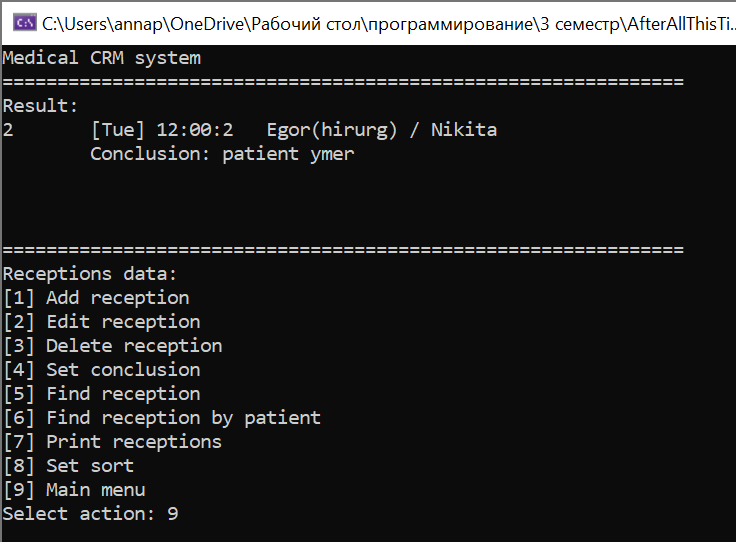 C:\Users\annap\OneDrive\Рабочий стол\программирование\3 семестр\AfterAllThisTi...
Medical CRM system
==============================================================
Result:
2 [Tue] 12:00:2 Egor(hirurg) / Nikita
Conclusion: patient ymer
==============================================================
Receptions data:
[1] Add reception
[2] Edit reception
[3] Delete reception
[4] Set conclusion
[5] Find reception
[6] Find reception by patient
[7] Print receptions
[8] Set sort
[9] Main menu
Select action: 9